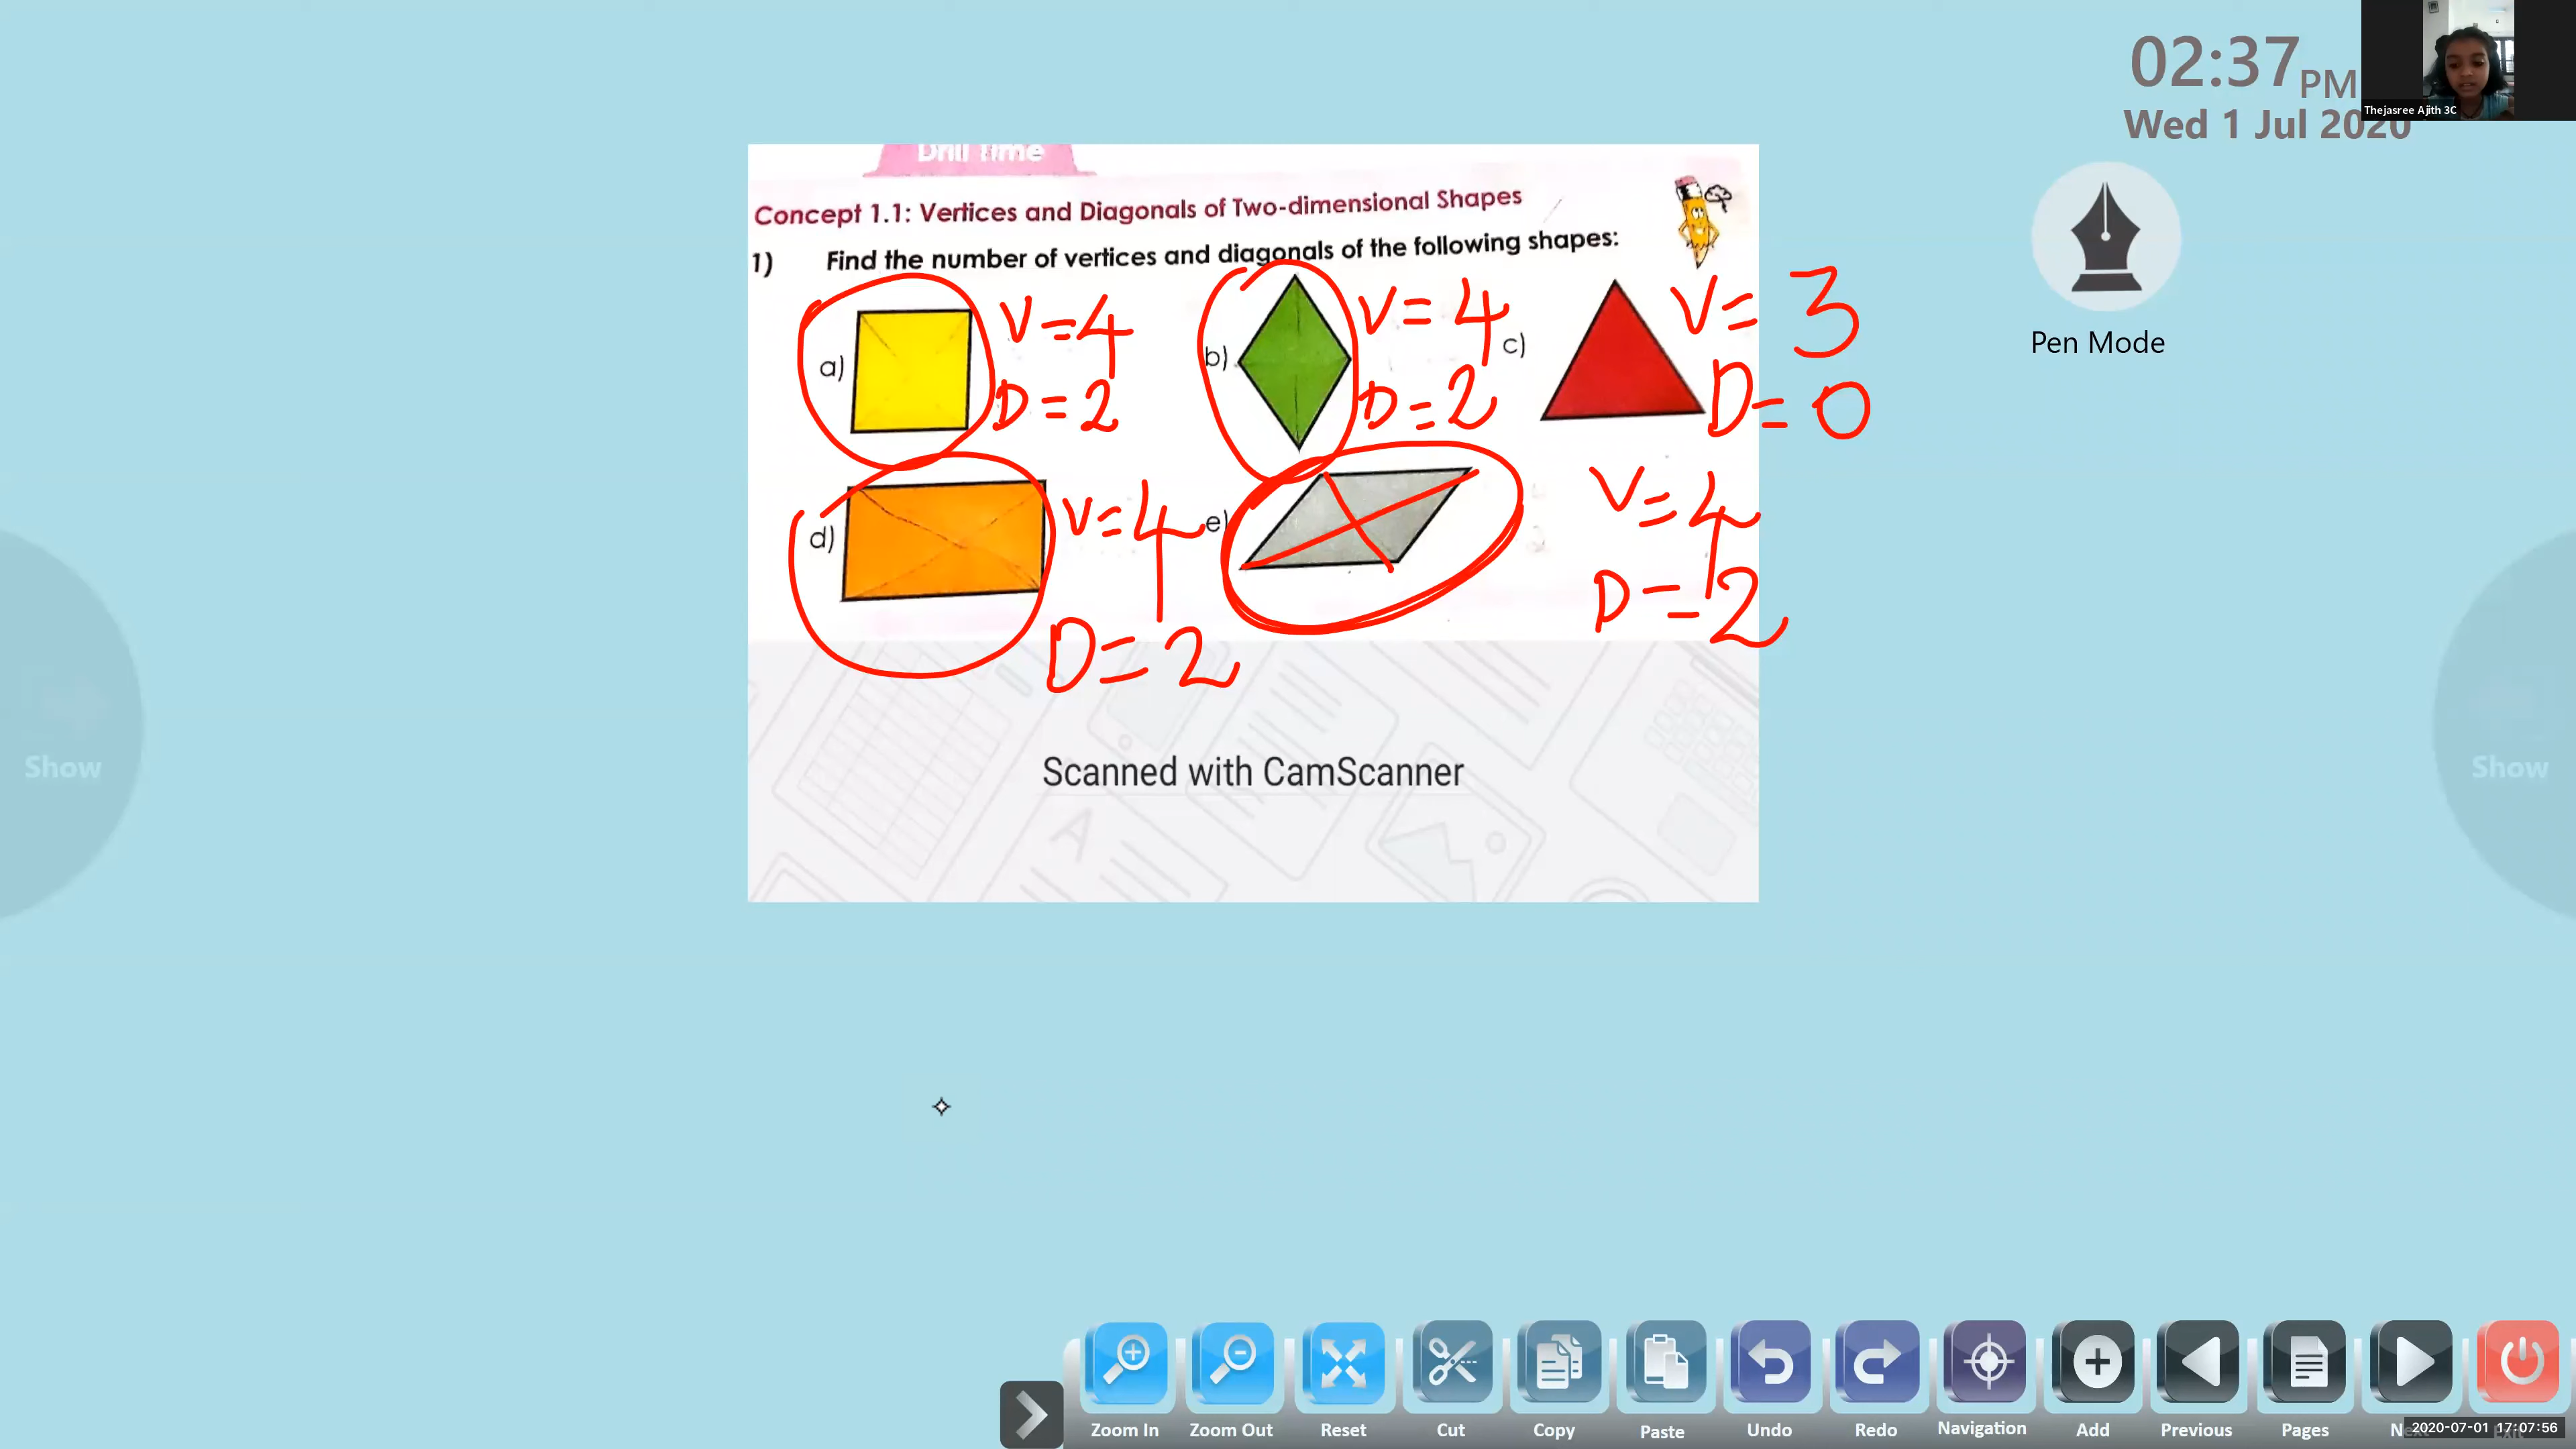 02:37 PM
Thejasree Ajith 3C
Wed 1 Jul 2020
Drill Time
Concept 1.1: Vertices and Diagonals of Two-dimensional Shapes
1) Find the number of vertices and diagonals of the following shapes:
a) V=4 b) V=4 c) V=3
D=2 D=2 D=0
d) V=4 e) V=4
D=2 D=2
Pen Mode
Scanned with CamScanner
Show Show
Zoom In Zoom Out Reset Cut Copy Paste Undo Redo Navigation Add Previous Pages
2020-07-01 17:07:56